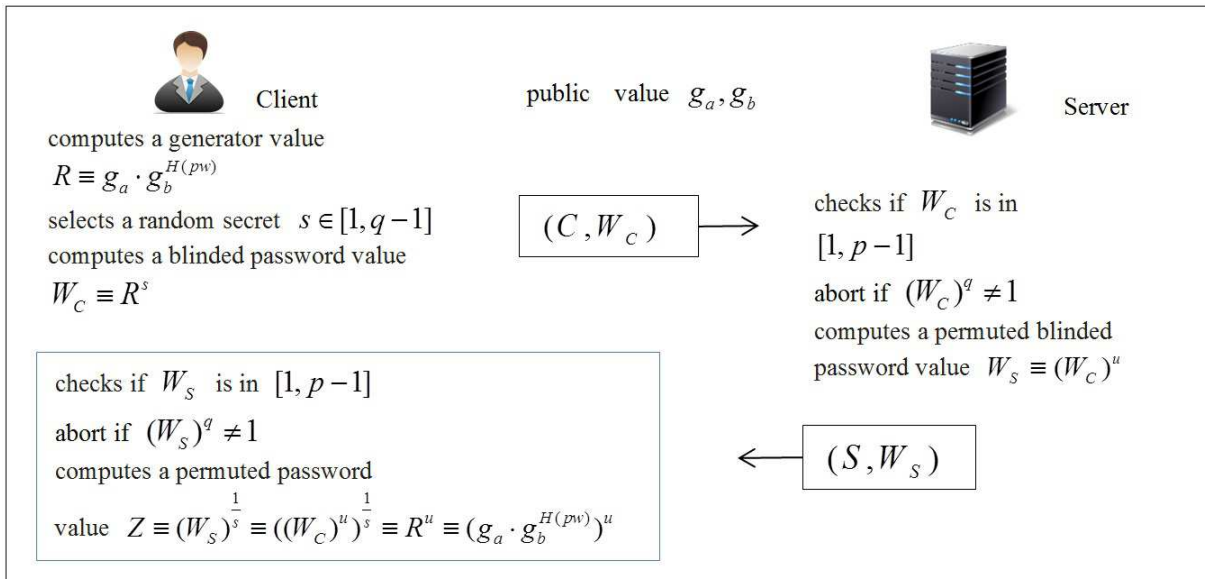 Client
computes a generator value
R ≡ g_a · g_b^{H(pw)}
selects a random secret s ∈ [1, q − 1]
computes a blinded password value
W_C ≡ R^s
public value g_a, g_b
(C, W_C)
Server
checks if W_C is in
[1, p − 1]
abort if (W_C)^q ≠ 1
computes a permuted blinded
password value W_S ≡ (W_C)^u
(S, W_S)
checks if W_S is in [1, p − 1]
abort if (W_S)^q ≠ 1
computes a permuted password
value Z ≡ (W_S)^{1/s} ≡ ((W_C)^u)^{1/s} ≡ R^u ≡ (g_a · g_b^{H(pw)})^u